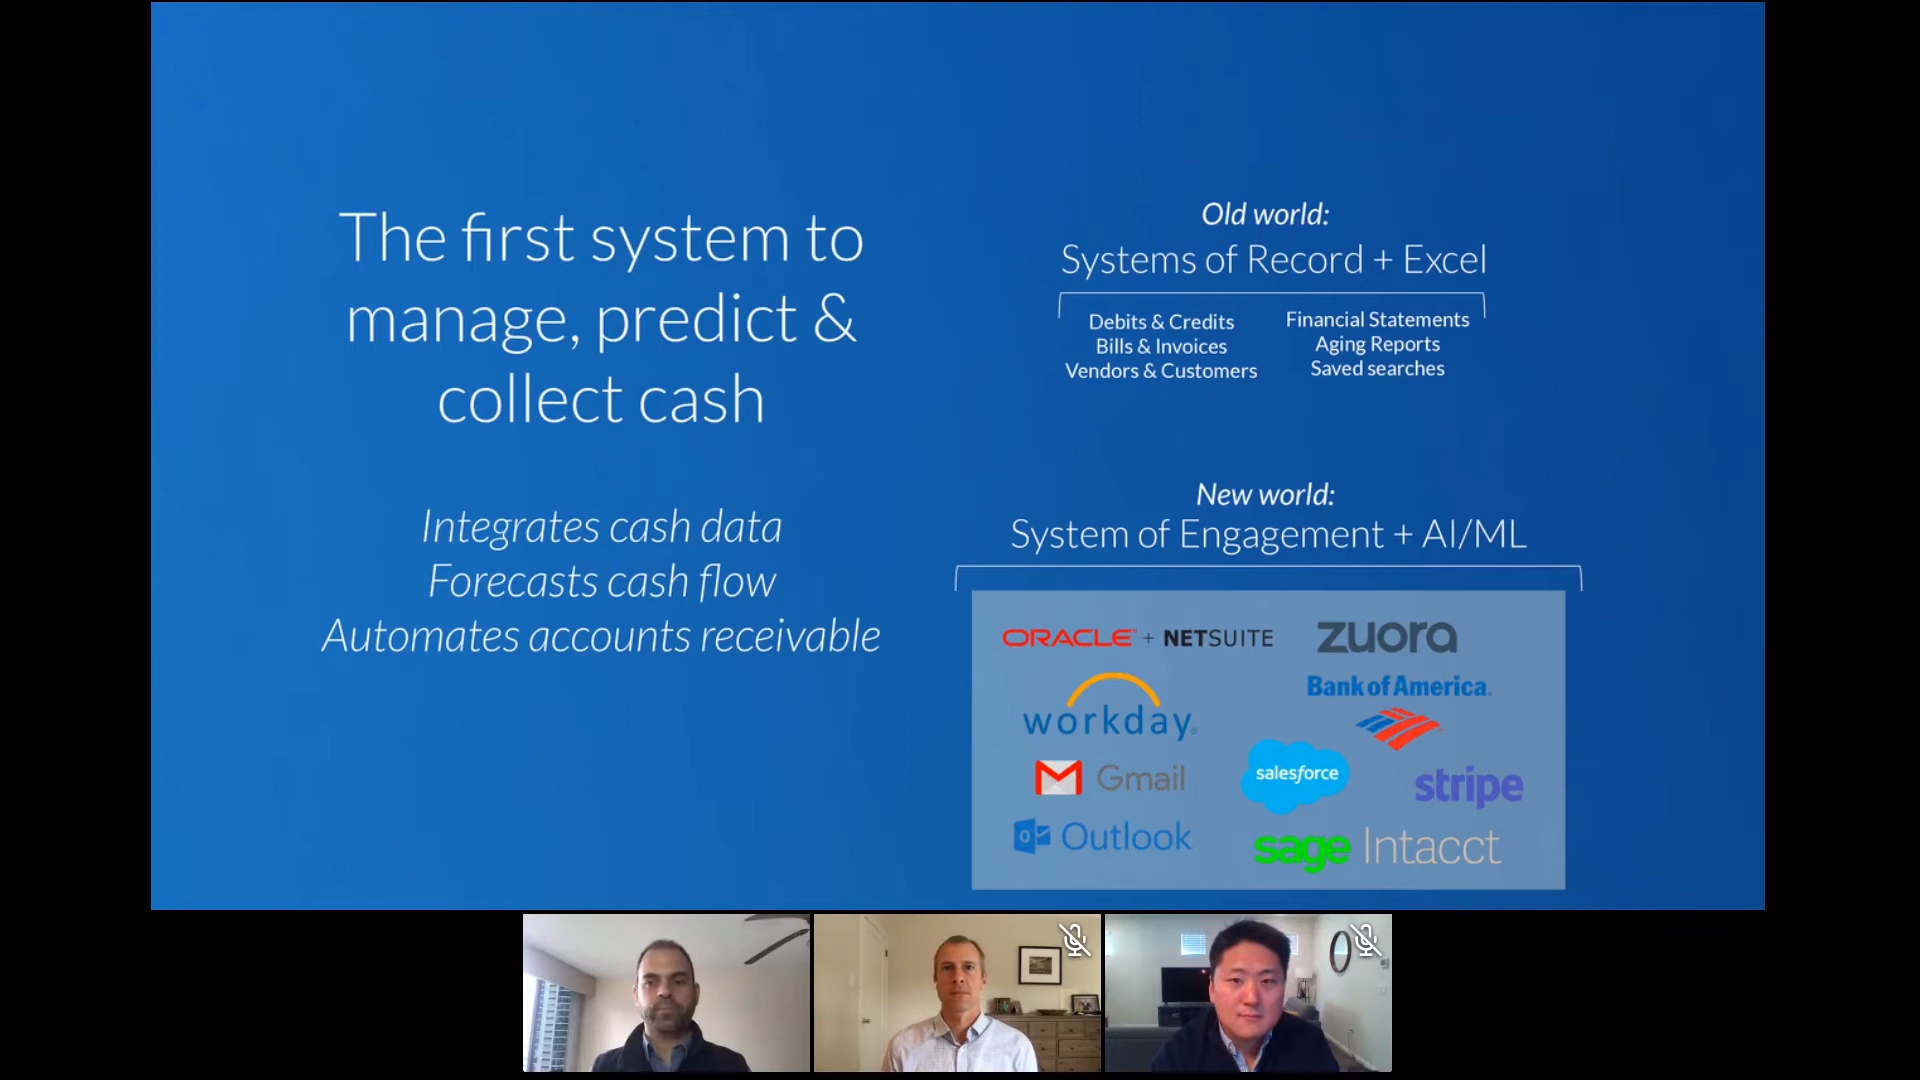 The first system to
manage, predict &
collect cash
Integrates cash data
Forecasts cash flow
Automates accounts receivable
Old world:
Systems of Record + Excel
Debits & Credits
Bills & Invoices
Vendors & Customers
Financial Statements
Aging Reports
Saved searches
New world:
System of Engagement + AI/ML
ORACLE + NETSUITE
zuora
workday
Bank of America
Gmail
salesforce
stripe
Outlook
sage Intacct